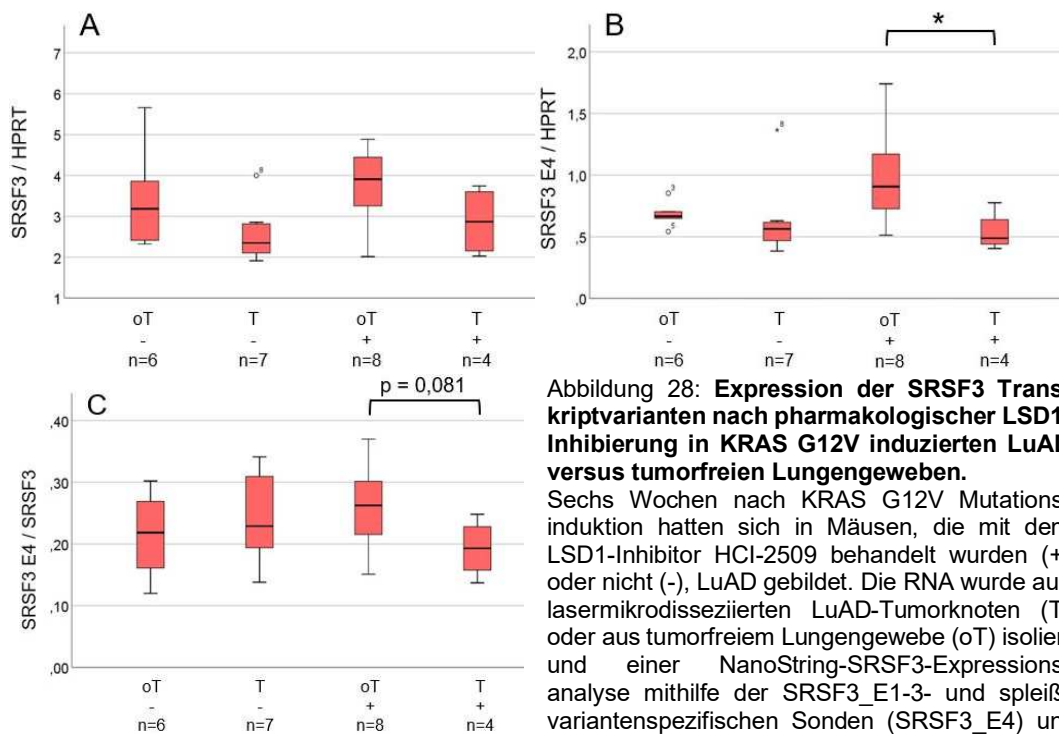 A
7
6
5
4
3
2
1
SRSF3 / HPRT
8
oT T oT T
- - + +
n=6 n=7 n=8 n=4
B
*
2,0
1,5
1,0
,5
,0
SRSF3 E4 / HPRT
3
5
8
oT T oT T
- - + +
n=6 n=7 n=8 n=4
C
p = 0,081
,40
,30
,20
,10
,00
SRSF3 E4 / SRSF3
oT T oT T
- - + +
n=6 n=7 n=8 n=4
Abbildung 28: Expression der SRSF3 Trans
kriptvarianten nach pharmakologischer LSD1
Inhibierung in KRAS G12V induzierten
versus tumorfreien Lungengeweben.
Sechs Wochen nach KRAS G12V Mutations
induktion hatten sich in Mäusen, die mit
LSD1-Inhibitor HCI-2509 behandelt wurden (+
oder nicht (-), LuAD gebildet. Die RNA wurde
lasermikrodisseziierten LuAD-Tumorknoten (T
oder aus tumorfreiem Lungengewebe (oT)
und einer NanoString-SRSF3-Expressions
analyse mithilfe der SRSF3_E1-3- und spleiß
variantenspezifischen Sonden (SRSF3_E4)